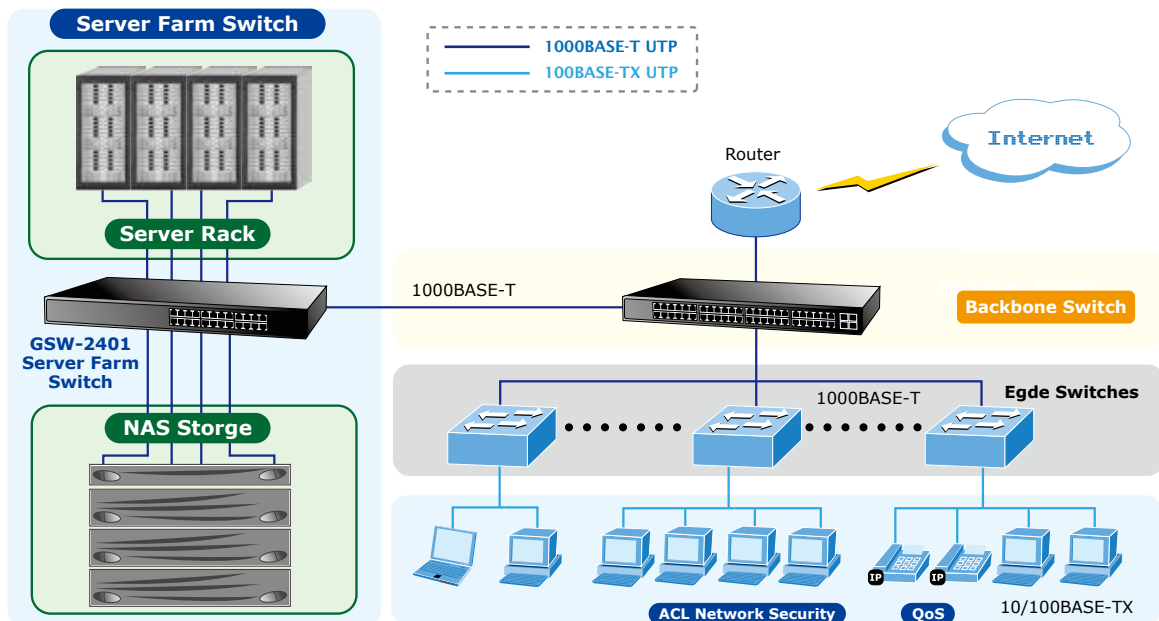 Server Farm Switch
1000BASE-T UTP
100BASE-TX UTP
Internet
Router
Server Rack
1000BASE-T
Backbone Switch
GSW-2401
Server Farm
Switch
Egde Switches
1000BASE-T
NAS Storge
IP
IP
ACL Network Security
QoS
10/100BASE-TX